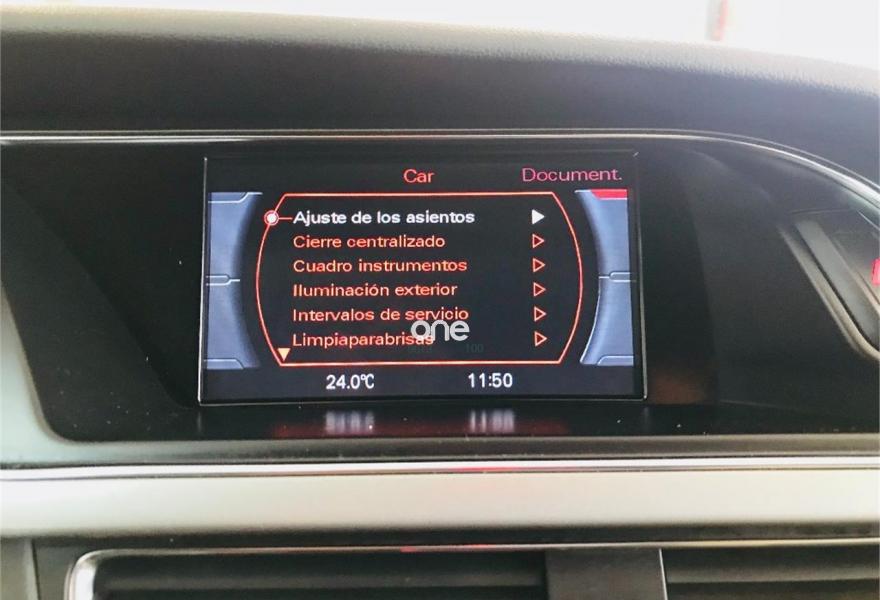 Car
Document.
Ajuste de los asientos
Cierre centralizado
Cuadro instrumentos
Iluminación exterior
Intervalos de servicio
Limpiaparabrisas
one
24.0°C
11:50